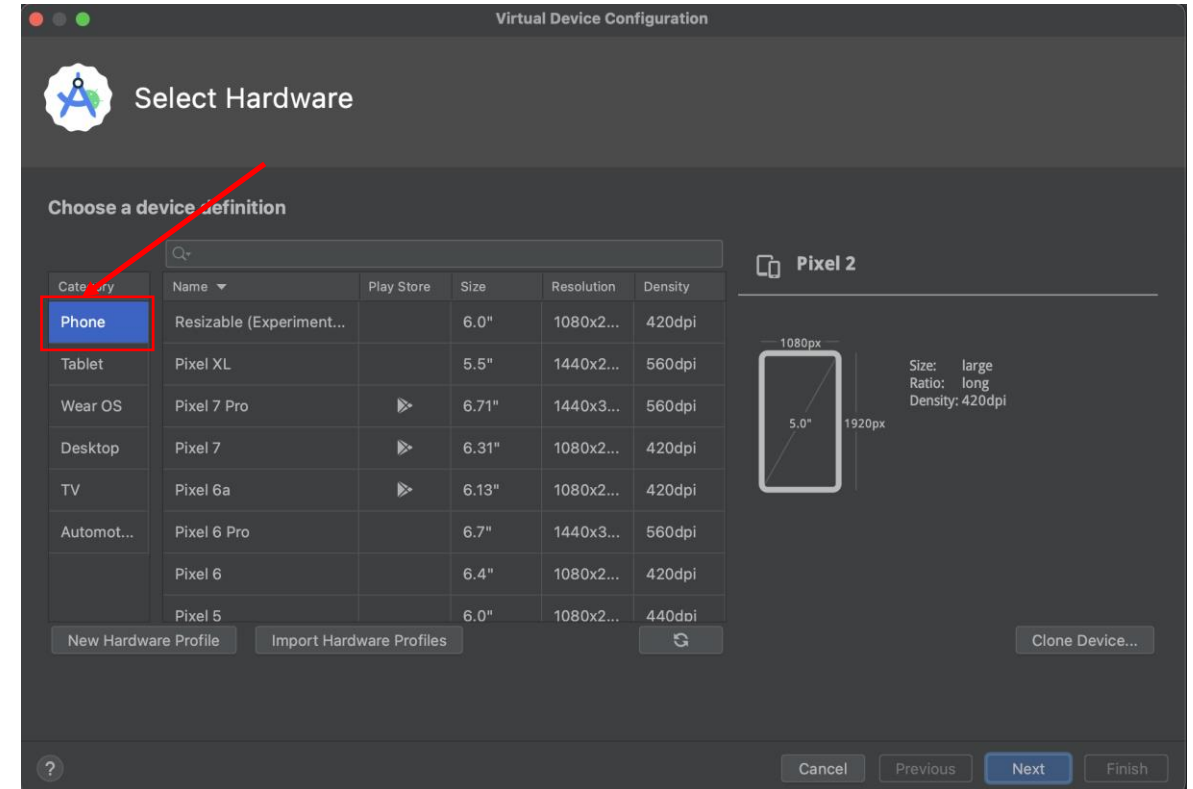 Virtual Device Configuration
Select Hardware
Choose a device definition
Category Name Play Store Size Resolution Density
Phone Resizable (Experiment... 6.0" 1080x2... 420dpi
Tablet Pixel XL 5.5" 1440x2... 560dpi
Wear OS Pixel 7 Pro 6.71" 1440x3... 560dpi
Desktop Pixel 7 6.31" 1080x2... 420dpi
TV Pixel 6a 6.13" 1080x2... 420dpi
Automot... Pixel 6 Pro 6.7" 1440x3... 560dpi
Pixel 6 6.4" 1080x2... 420dpi
Pixel 5 6.0" 1080x2... 440dpi
New Hardware Profile Import Hardware Profiles
Pixel 2
1080px
5.0" 1920px
Size: large
Ratio: long
Density: 420dpi
Clone Device...
? Cancel Previous Next Finish